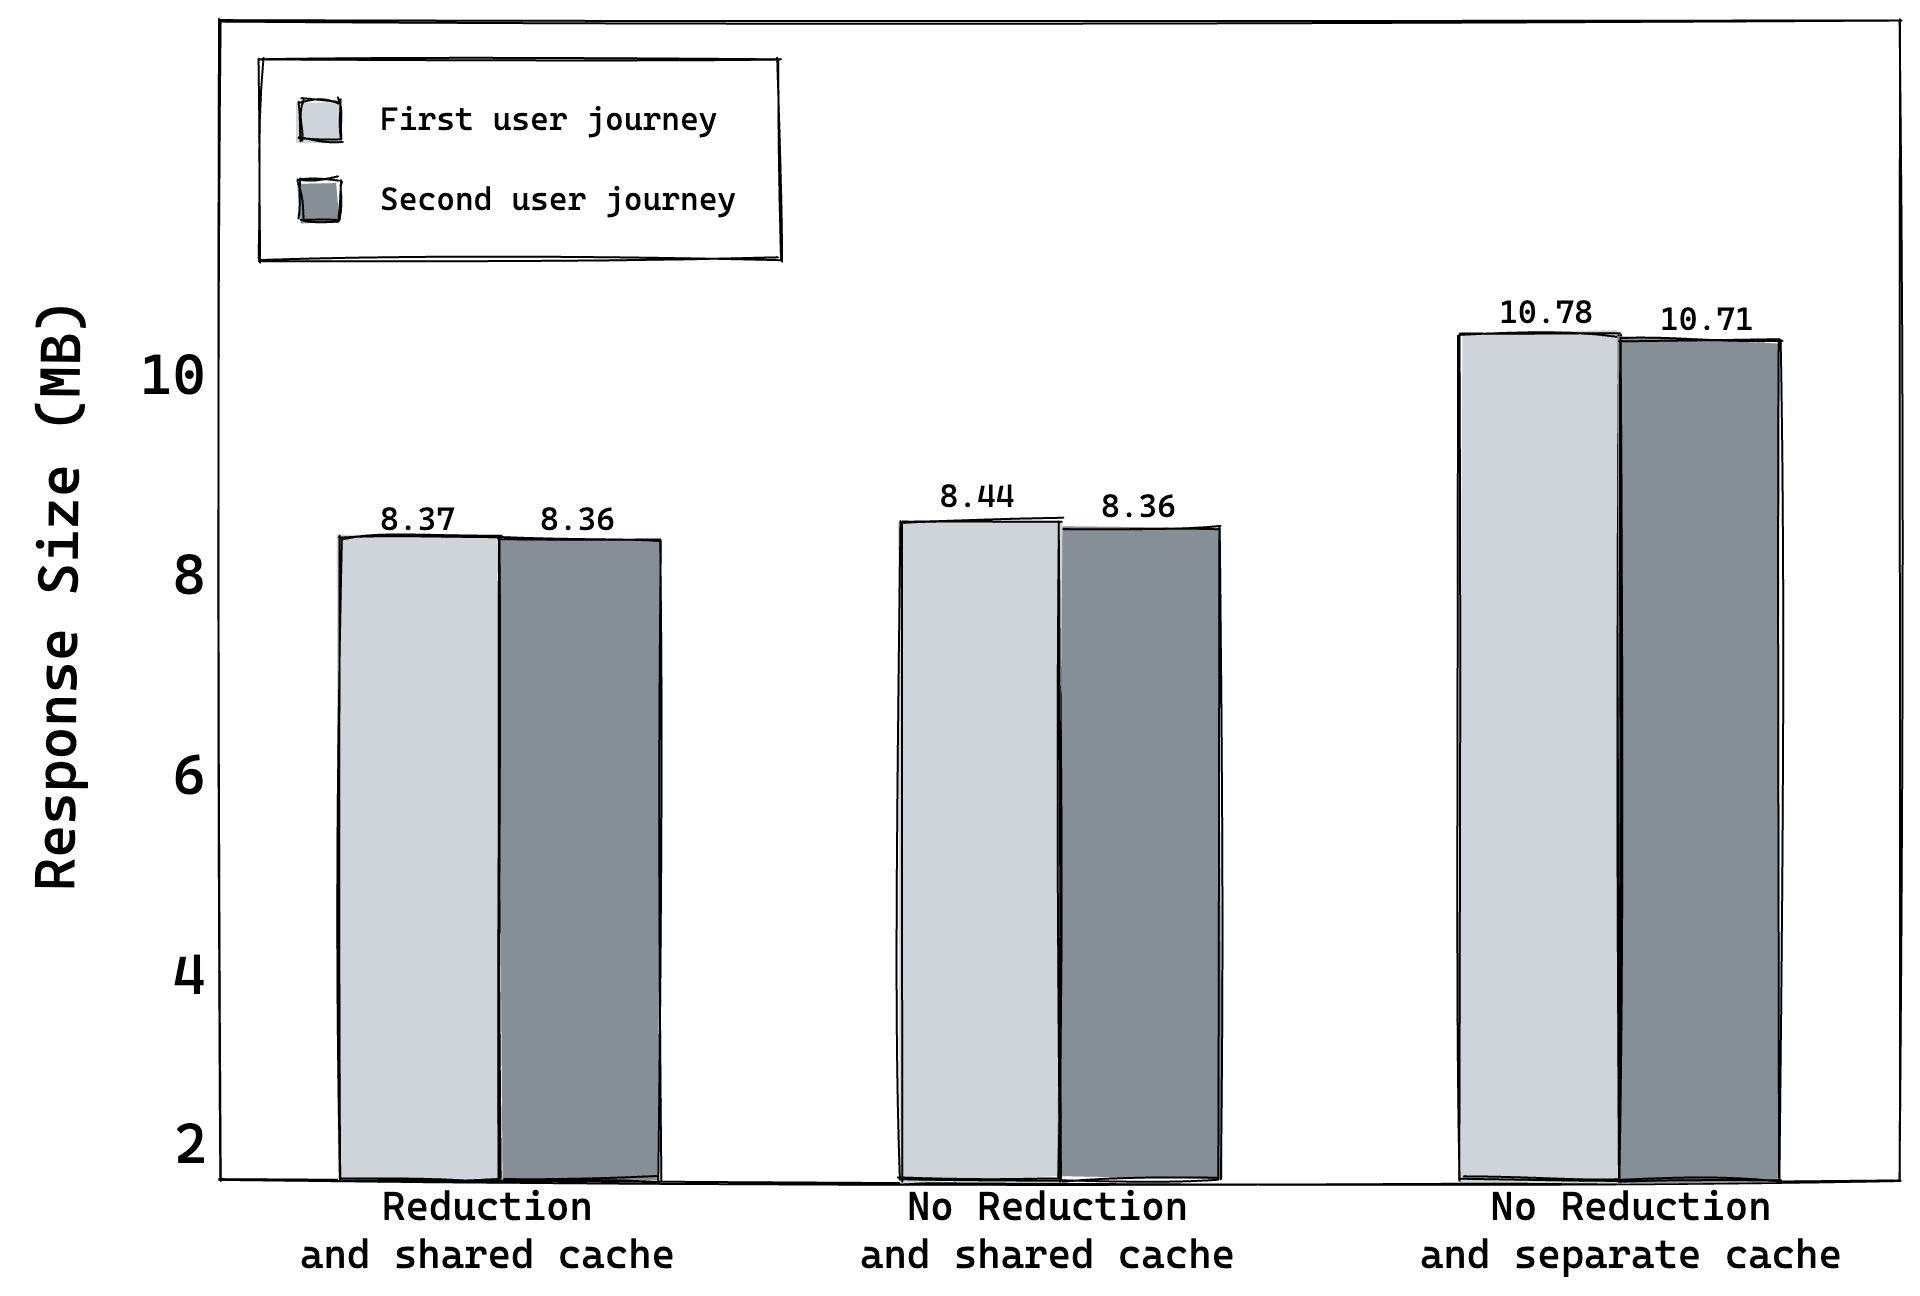 First user journey
Second user journey
Response Size (MB)
10
8
6
4
2
8.37
8.36
8.44
8.36
10.78
10.71
Reduction
and shared cache
No Reduction
and shared cache
No Reduction
and separate cache